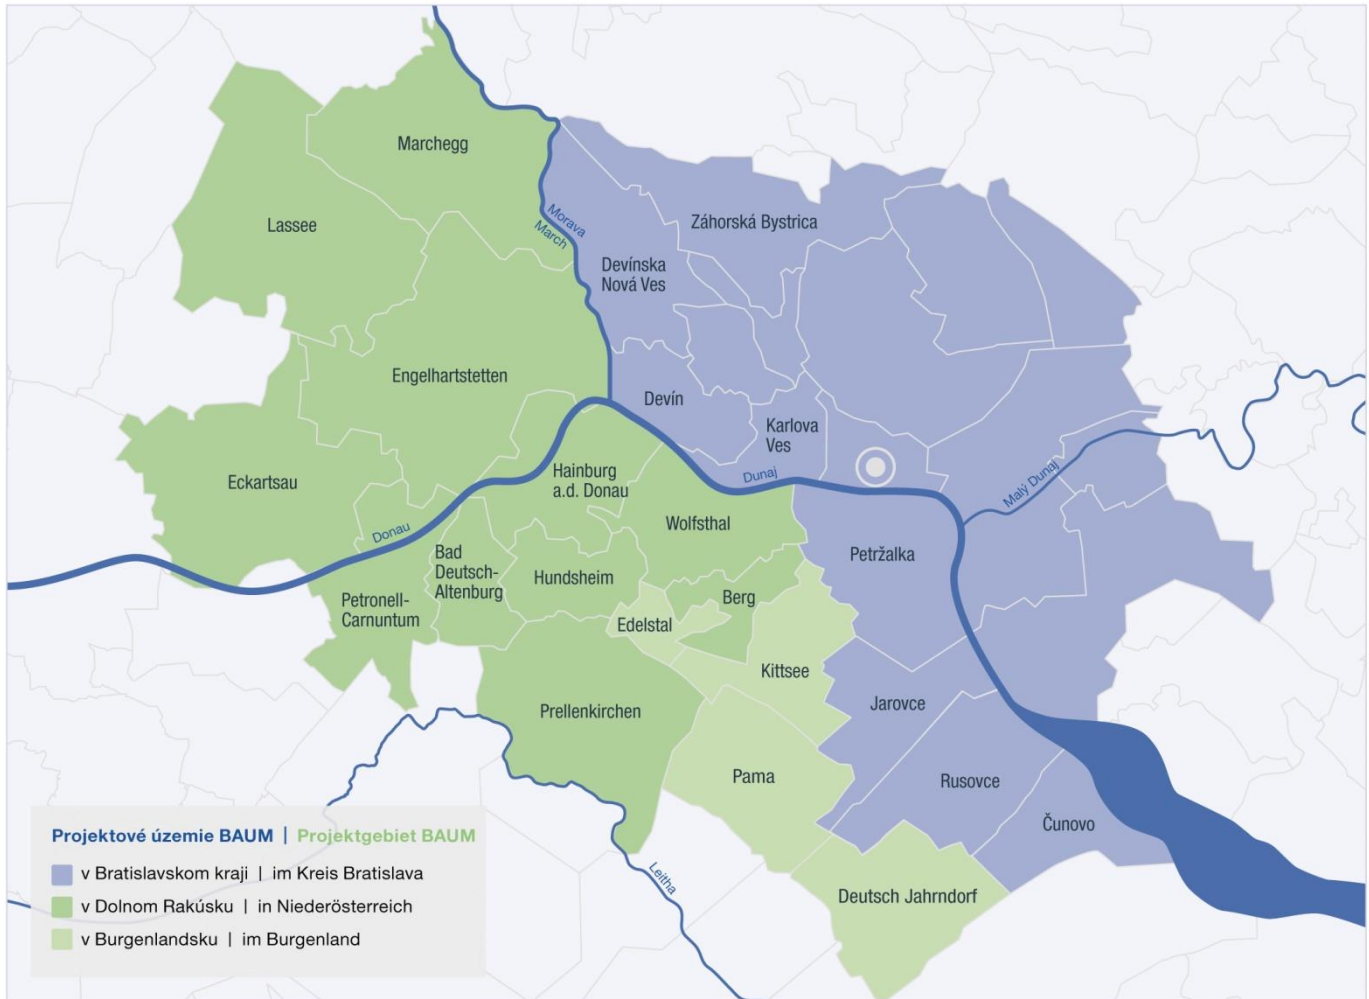 Marchegg
Lassee
Morava
March
Záhorská Bystrica
Devínska
Nová Ves
Engelhartstetten
Devín
Karlova
Ves
Eckartsau
Hainburg
a.d. Donau
Dunaj
Malý Dunaj
Donau
Wolfsthal
Petržalka
Bad
Deutsch-
Altenburg
Hundsheim
Petronell-
Carnuntum
Berg
Edelstal
Kittsee
Jarovce
Prellenkirchen
Pama
Rusovce
Čunovo
Leitha
Deutsch Jahrndorf
Projektové územie BAUM | Projektgebiet BAUM
v Bratislavskom kraji | im Kreis Bratislava
v Dolnom Rakúsku | in Niederösterreich
v Burgenlandsku | im Burgenland